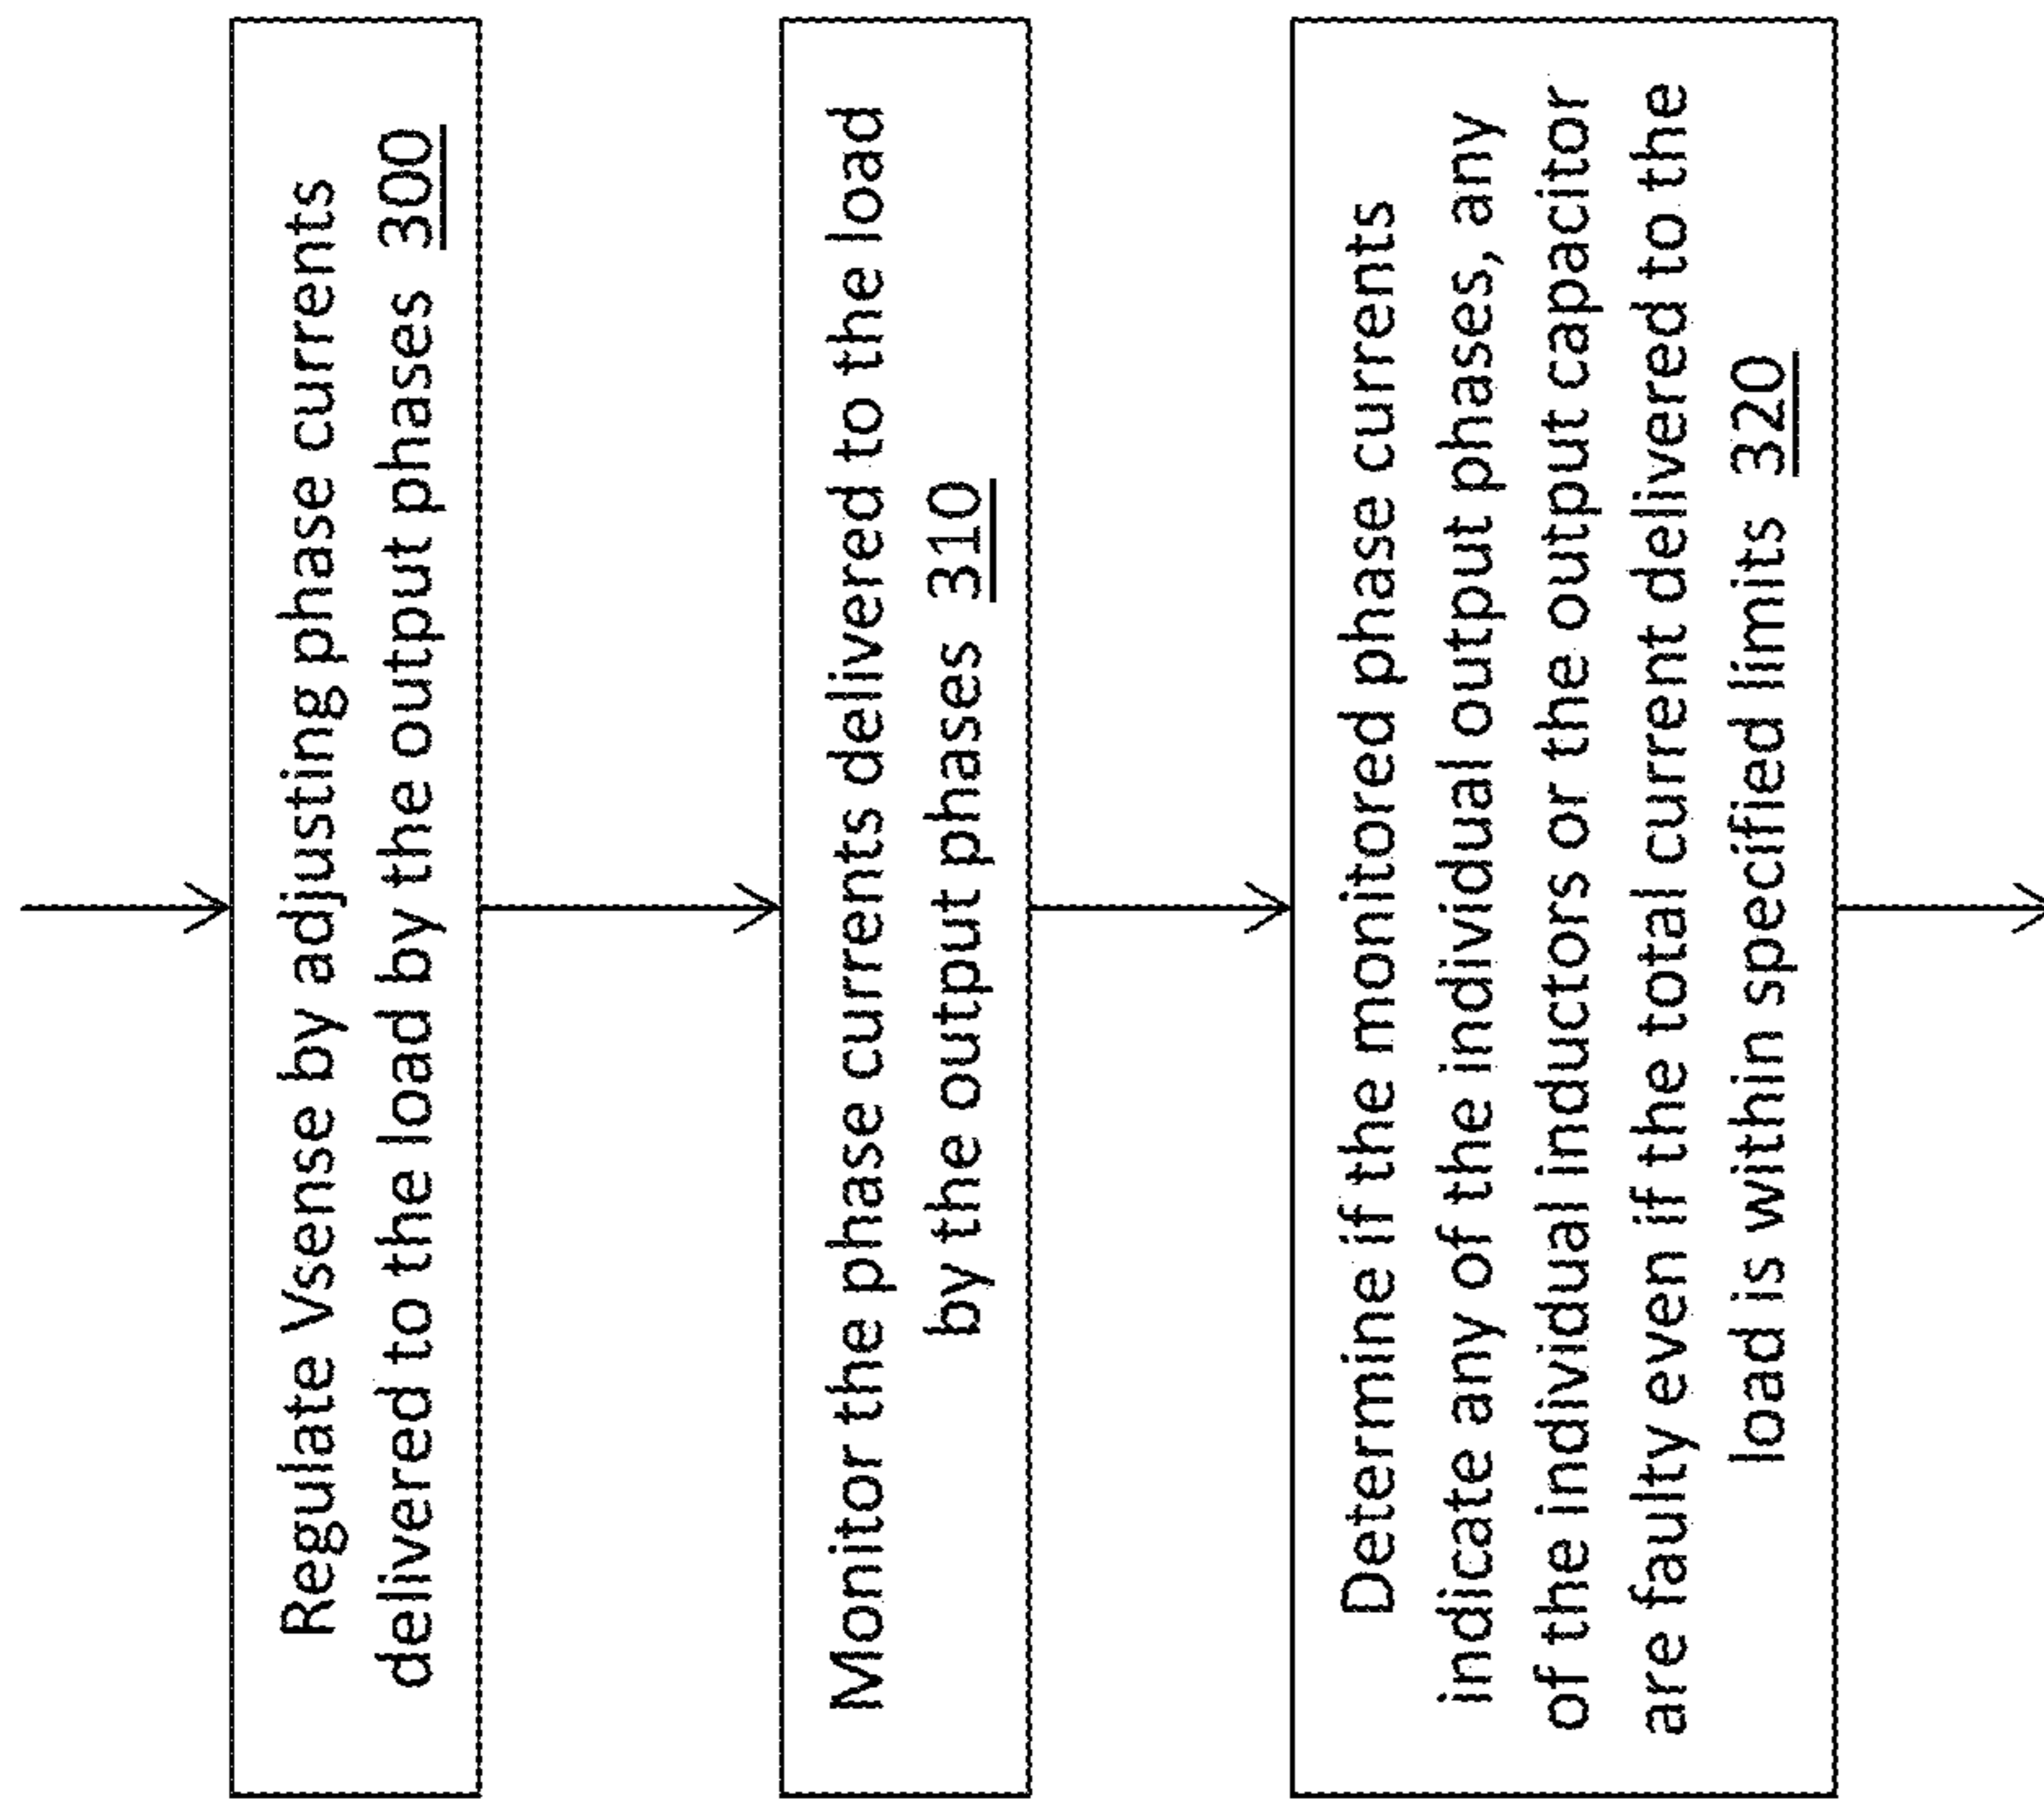 Regulate Vsense by adjusting phase currents
delivered to the load by the output phases 300
Monitor the phase currents delivered to the load
by the output phases 310
Determine if the monitored phase currents
indicate any of the individual output phases, any
of the individual inductors or the output capacitor
are faulty even if the total current delivered to the
load is within specified limits 320